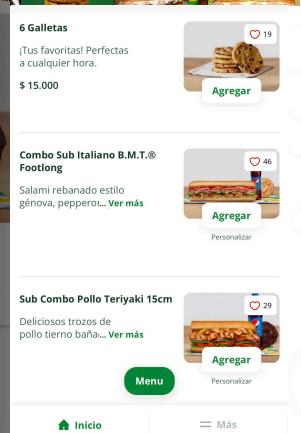 6 Galletas
19
¡Tus favoritas! Perfectas
a cualquier hora.
$ 15.000
Agregar
Combo Sub Italiano B.M.T.®
Footlong
46
Salami rebanado estilo
génova, pepperoı... Ver más
Agregar
Personalizar
Sub Combo Pollo Teriyaki 15cm
29
Deliciosos trozos de
pollo tierno baña... Ver más
Agregar
Personalizar
Menu
Inicio
Más